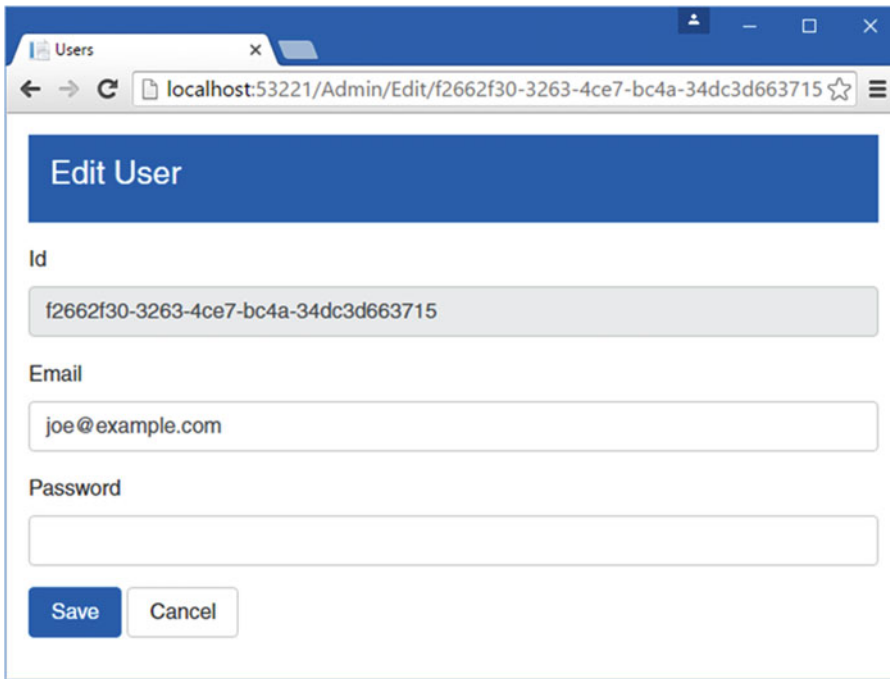 Users
localhost:53221/Admin/Edit/f2662f30-3263-4ce7-bc4a-34dc3d663715
Edit User
Id
f2662f30-3263-4ce7-bc4a-34dc3d663715
Email
joe@example.com
Password
Save Cancel